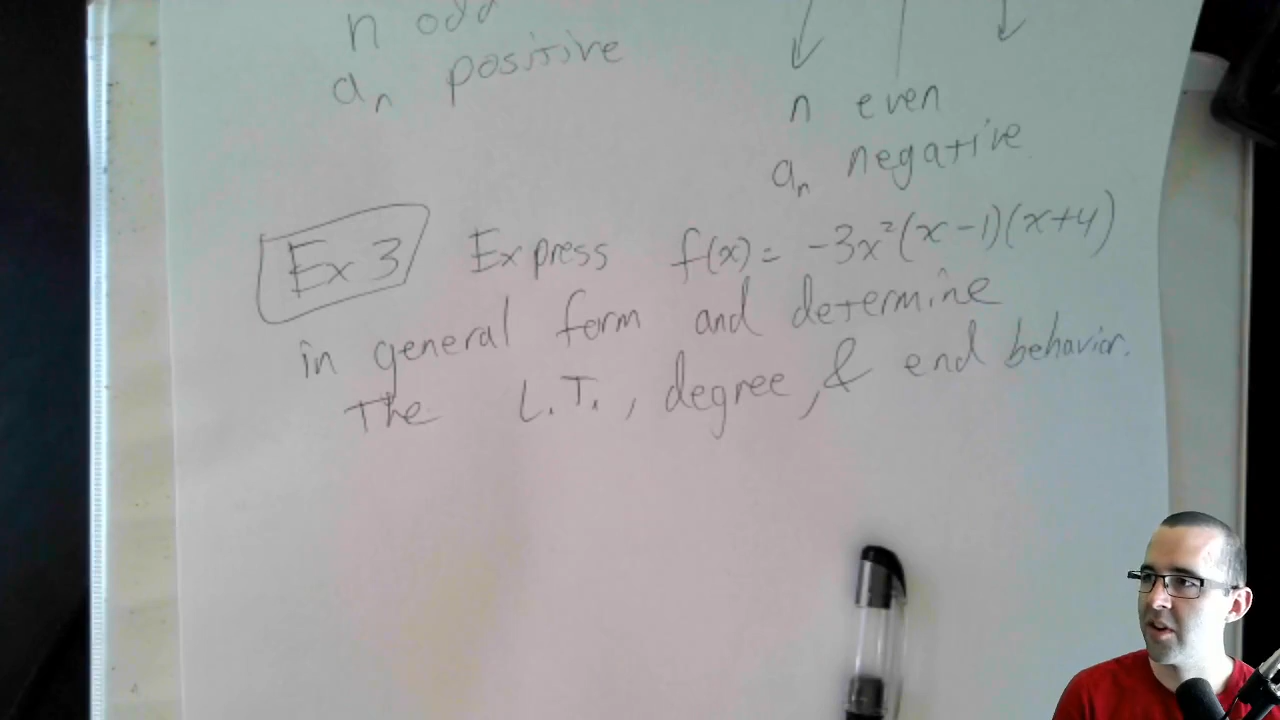 n odd
aₙ positive
n even
aₙ negative
Ex 3 Express f(x) = -3x²(x-1)(x+4)
in general form and determine
the L.T., degree, & end behavior.